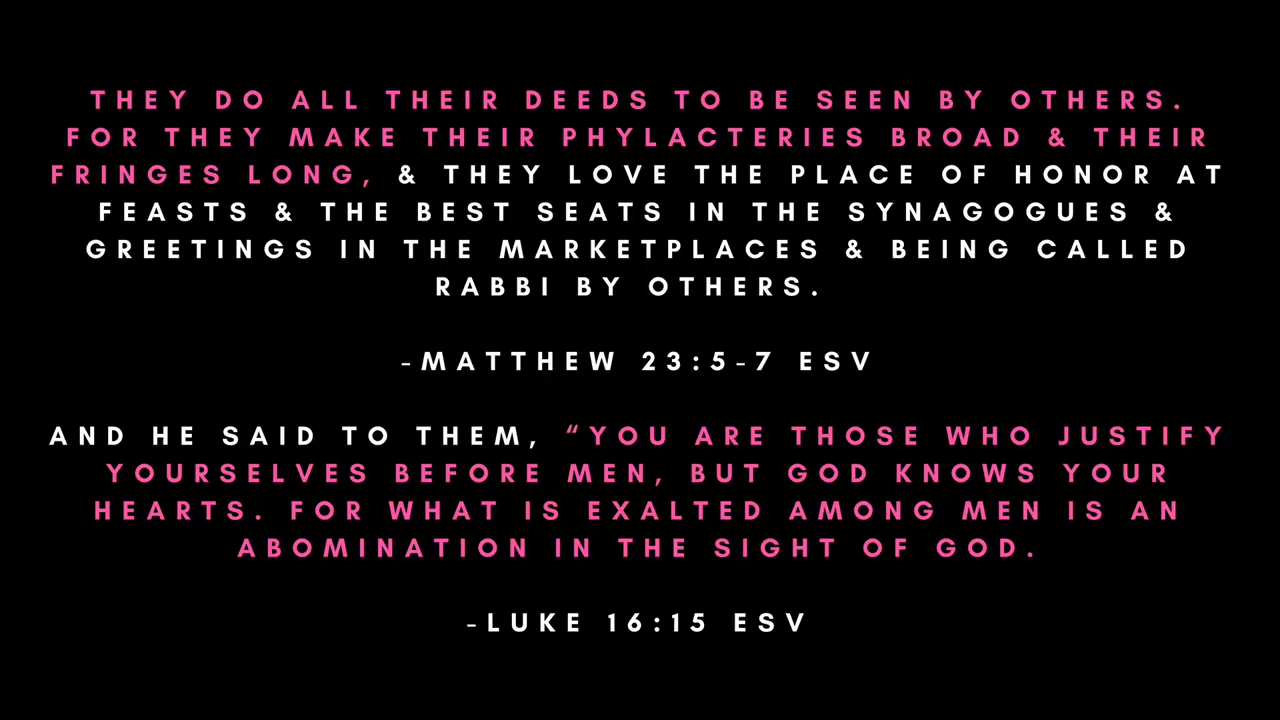 THEY DO ALL THEIR DEEDS TO BE SEEN BY OTHERS.
FOR THEY MAKE THEIR PHYLACTERIES BROAD & THEIR
FRINGES LONG, & THEY LOVE THE PLACE OF HONOR AT
FEASTS & THE BEST SEATS IN THE SYNAGOGUES &
GREETINGS IN THE MARKETPLACES & BEING CALLED
RABBI BY OTHERS.
-MATTHEW 23:5-7 ESV
AND HE SAID TO THEM, “YOU ARE THOSE WHO JUSTIFY
YOURSELVES BEFORE MEN, BUT GOD KNOWS YOUR
HEARTS. FOR WHAT IS EXALTED AMONG MEN IS AN
ABOMINATION IN THE SIGHT OF GOD.
-LUKE 16:15 ESV